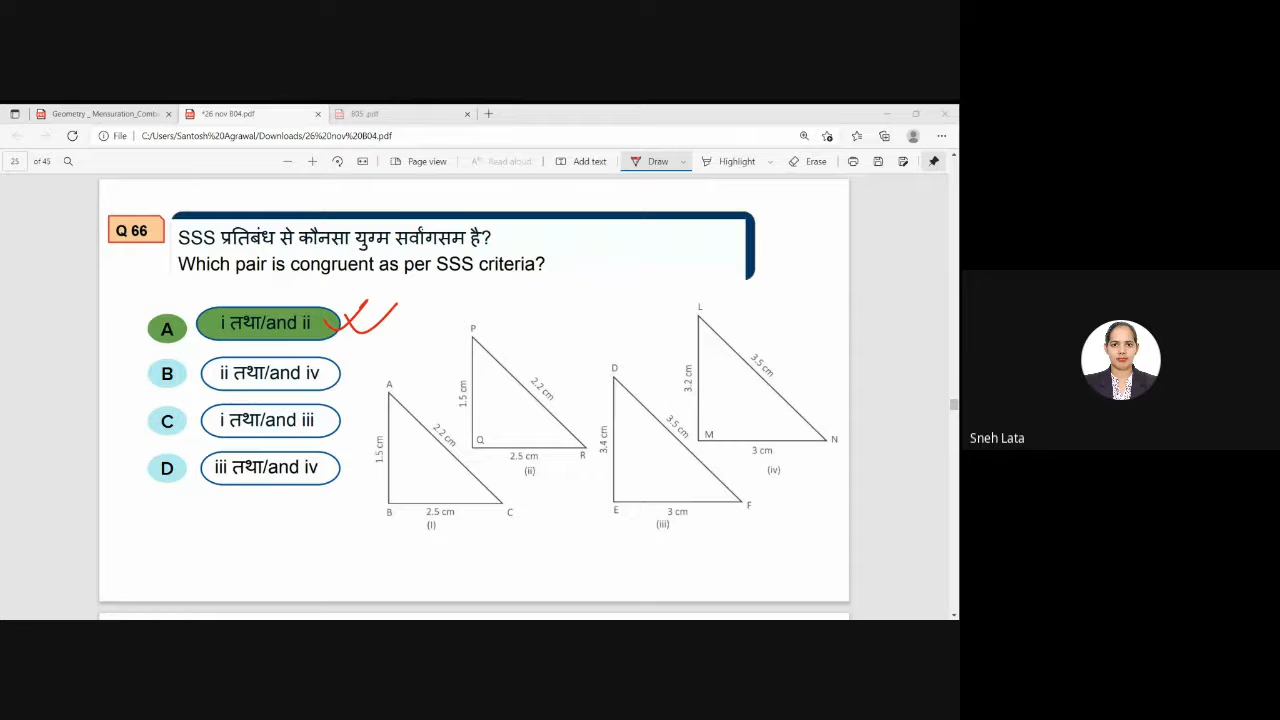 Geometry _ Mensuration_Comb
*26 nov B04.pdf
B05 .pdf
File
C:/Users/Santosh%20Agrawal/Downloads/26%20nov%20B04.pdf
25 of 45
Page view
Read aloud
Add text
Draw
Highlight
Erase
Q 66
SSS प्रतिबंध से कौनसा युग्म सर्वांगसम है?
Which pair is congruent as per SSS criteria?
A i तथा/and ii
B ii तथा/and iv
C i तथा/and iii
D iii तथा/and iv
A
1.5 cm
2.2 cm
B
2.5 cm
C
(I)
P
1.5 cm
2.2 cm
Q
2.5 cm
R
(ii)
D
3.4 cm
3.5 cm
E
3 cm
F
(iii)
L
3.2 cm
3.5 cm
M
3 cm
N
(iv)
Sneh Lata